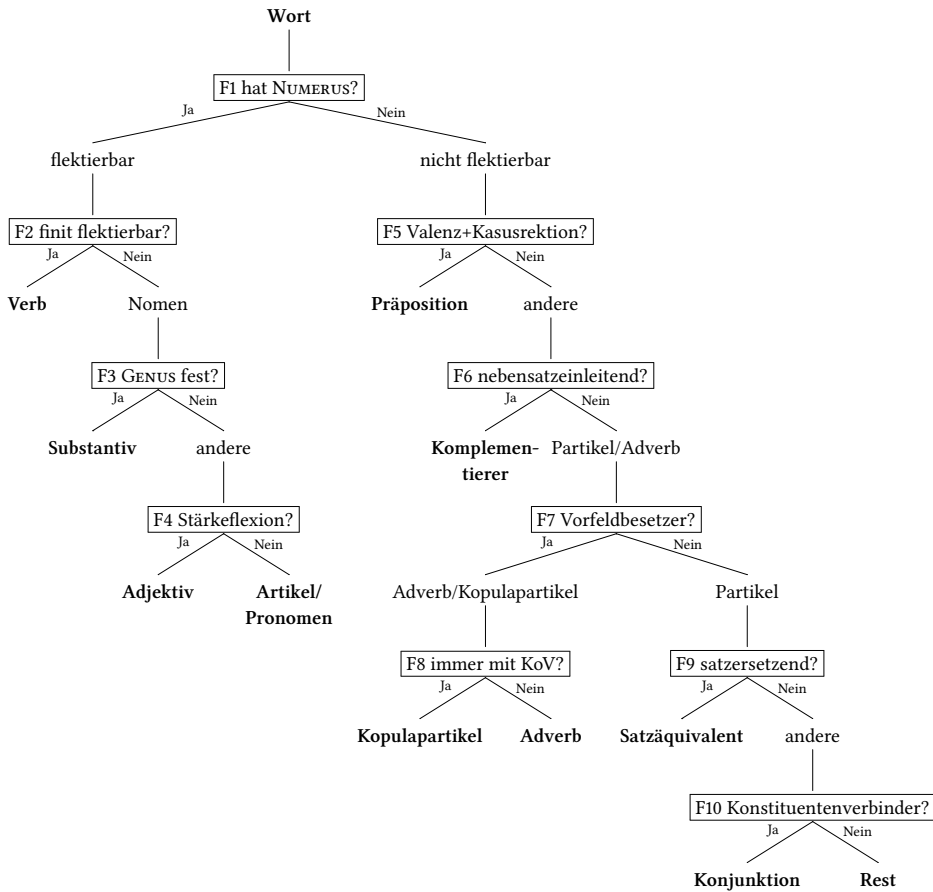 Wort
F1 hat NUMERUS?
Ja Nein
flektierbar nicht flektierbar
F2 finit flektierbar? F5 Valenz+Kasusrektion?
Ja Nein Ja Nein
Verb Nomen Präposition andere
F3 GENUS fest? F6 nebensatzeinleitend?
Ja Nein Ja Nein
Substantiv andere Komplemen- Partikel/Adverb
tierer
F4 Stärkeflexion? F7 Vorfeldbesetzer?
Ja Nein Ja Nein
Adjektiv Artikel/ Adverb/Kopulapartikel Partikel
Pronomen
F8 immer mit KoV? F9 satzersetzend?
Ja Nein Ja Nein
Kopulapartikel Adverb Satzäquivalent andere
F10 Konstituentenverbinder?
Ja Nein
Konjunktion Rest